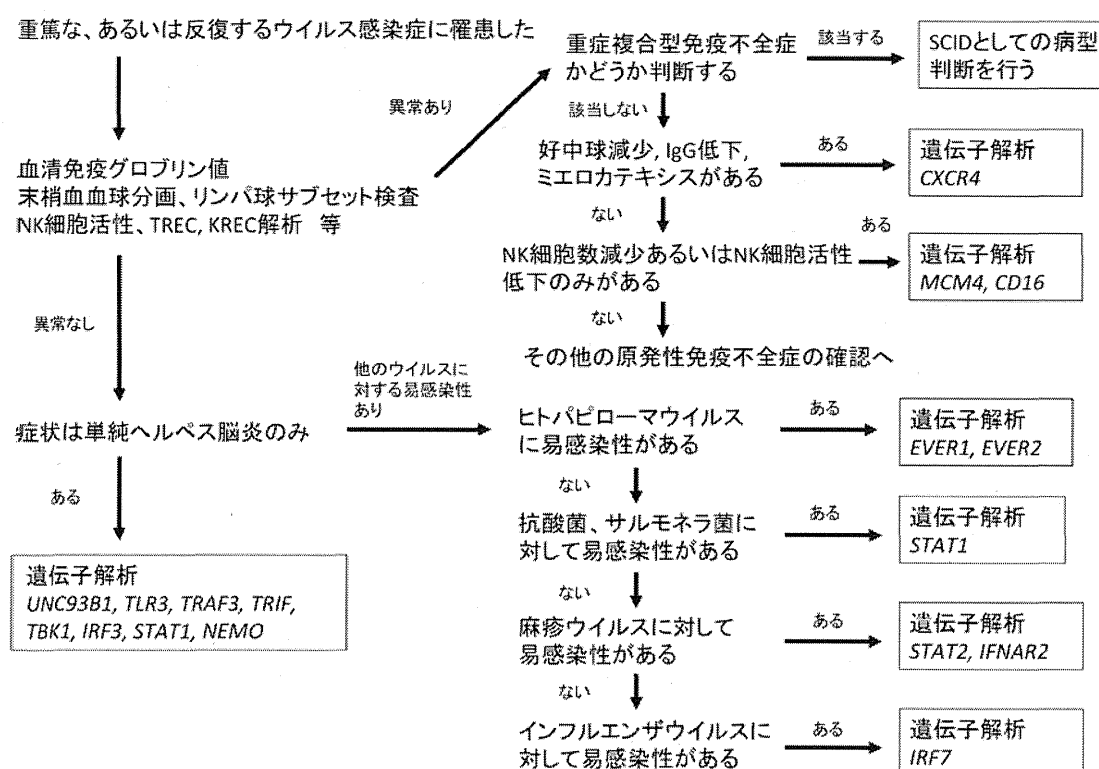 重篤な、あるいは反復するウイルス感染症に罹患した
重症複合型免疫不全症
かどうか判断する
該当する
SCIDとしての病型
判断を行う
異常あり
該当しない
血清免疫グロブリン値
末梢血血球分画、リンパ球サブセット検査
NK細胞活性、TREC, KREC解析 等
好中球減少, IgG低下,
ミエロカテキシスがある
ある
遺伝子解析
CXCR4
ない
NK細胞数減少あるいはNK細胞活性
低下のみがある
ある
遺伝子解析
MCM4, CD16
ない
その他の原発性免疫不全症の確認へ
異常なし
症状は単純ヘルペス脳炎のみ
他のウイルスに
対する易感染性
あり
ヒトパピローマウイルス
に易感染性がある
ある
遺伝子解析
EVER1, EVER2
ない
ある
遺伝子解析
UNC93B1, TLR3, TRAF3, TRIF,
TBK1, IRF3, STAT1, NEMO
抗酸菌、サルモネラ菌に
対して易感染性がある
ある
遺伝子解析
STAT1
ない
麻疹ウイルスに対して
易感染性がある
ある
遺伝子解析
STAT2, IFNAR2
ない
インフルエンザウイルスに
対して易感染性がある
ある
遺伝子解析
IRF7